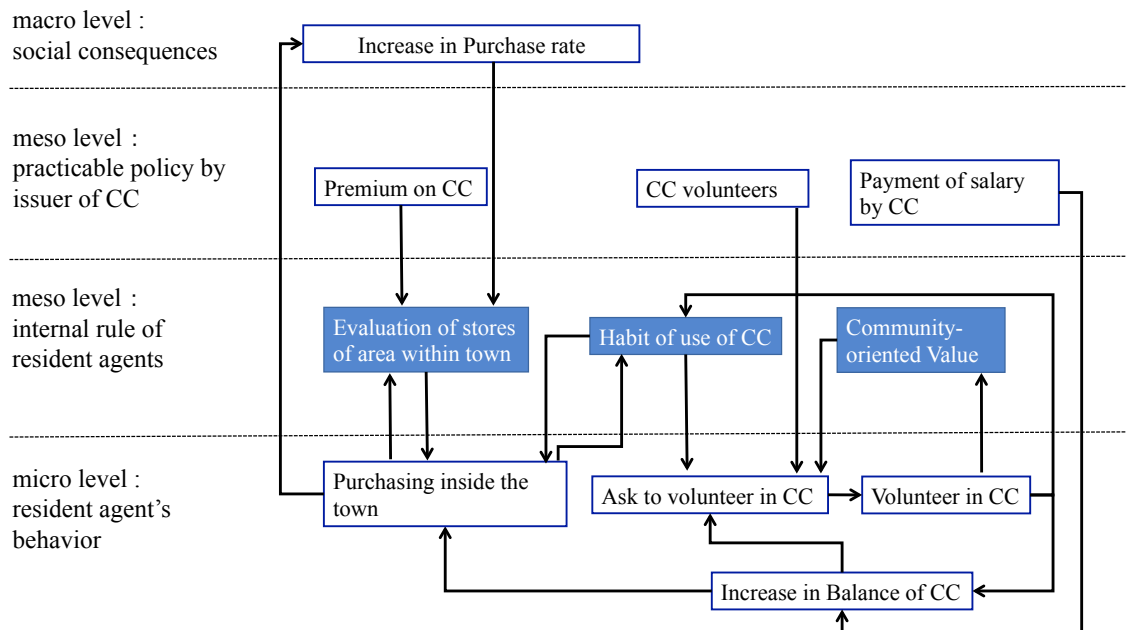 macro level :
social consequences
Increase in Purchase rate
meso level :
practicable policy by
issuer of CC
Premium on CC
CC volunteers
Payment of salary
by CC
meso level :
internal rule of
resident agents
Evaluation of stores
of area within town
Habit of use of CC
Community-
oriented Value
micro level :
resident agent’s
behavior
Purchasing inside the
town
Ask to volunteer in CC
Volunteer in CC
Increase in Balance of CC